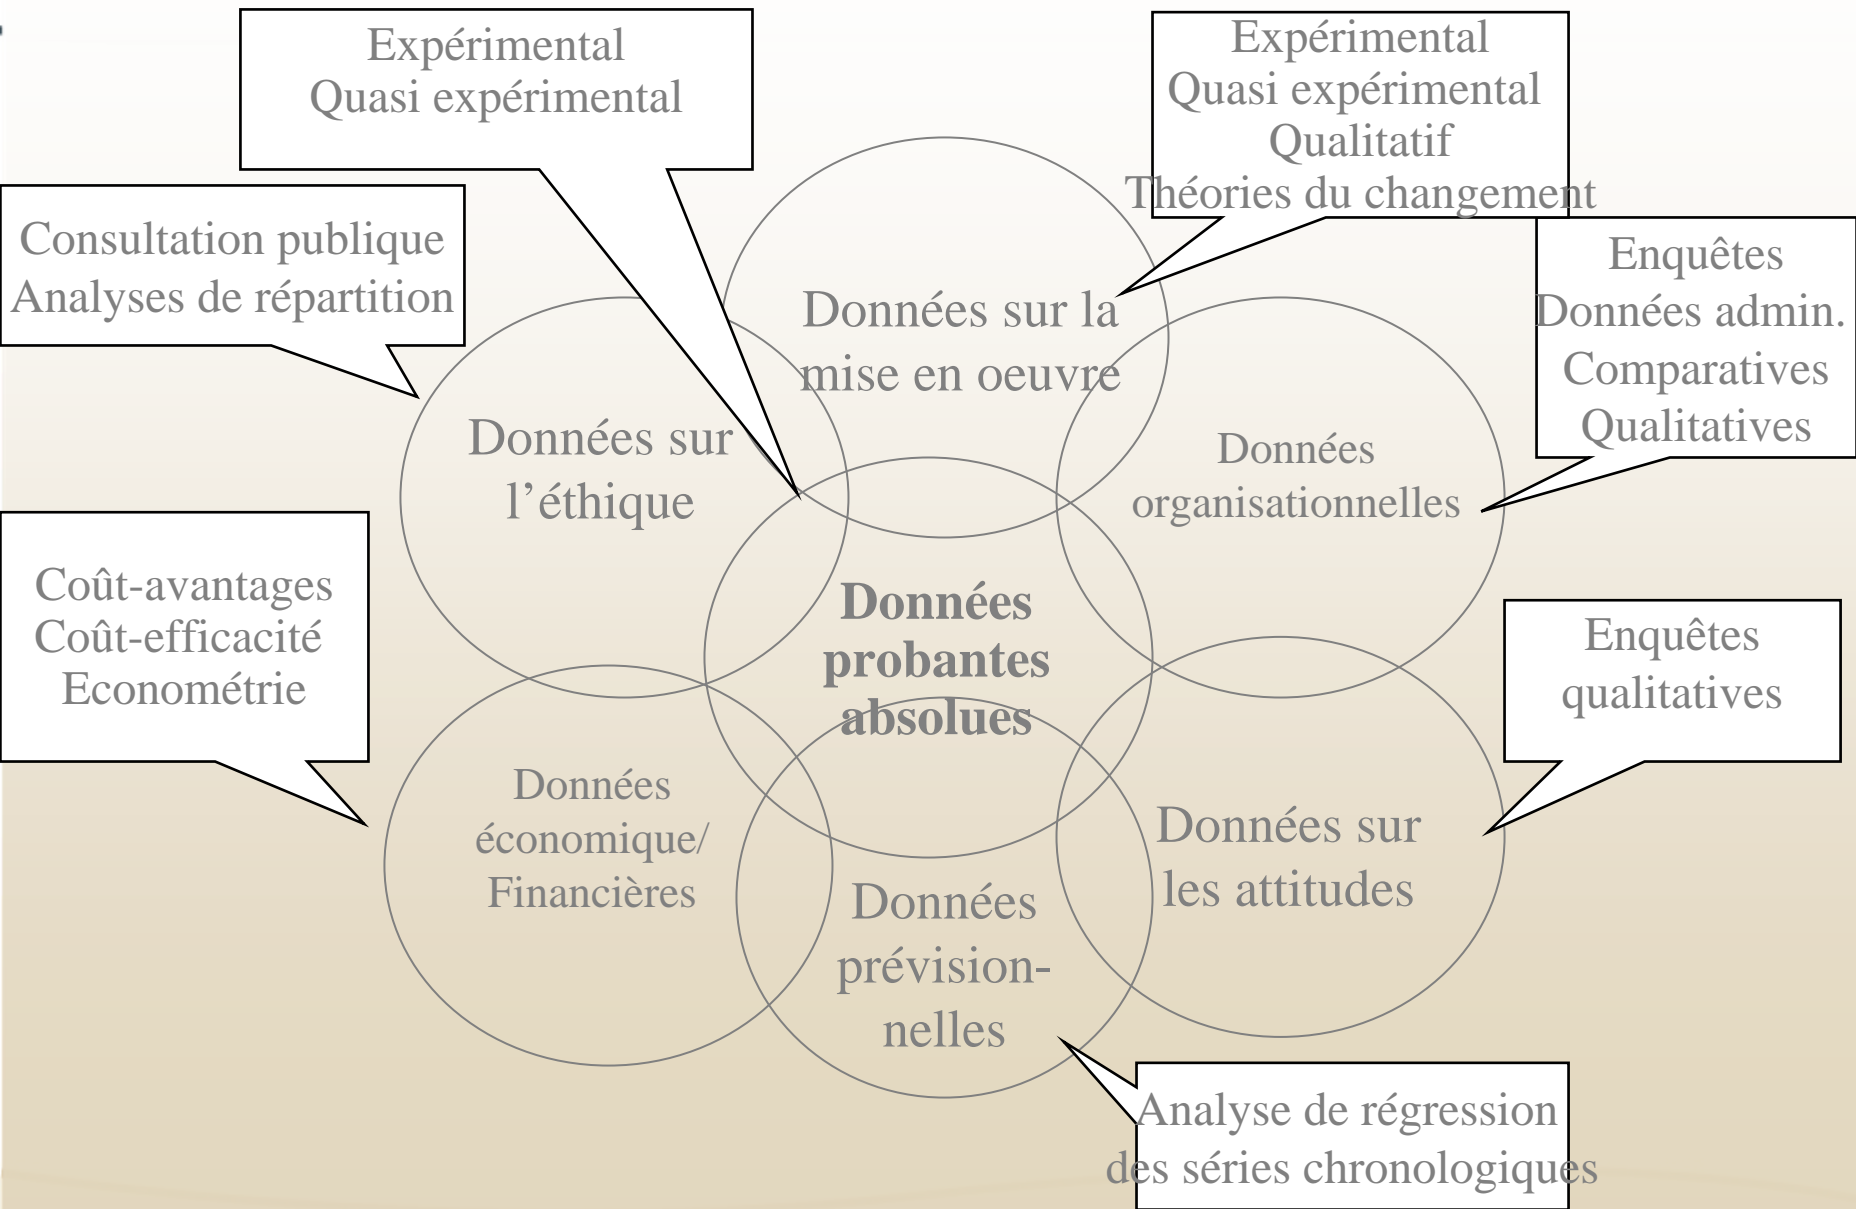 Expérimental
Quasi expérimental
Expérimental
Quasi expérimental
Qualitatif
Théories du changement
Consultation publique
Analyses de répartition
Enquêtes
Données admin.
Comparatives
Qualitatives
Données sur la
mise en oeuvre
Données sur
l’éthique
Données
organisationnelles
Coût-avantages
Coût-efficacité
Econométrie
Données
probantes
absolues
Enquêtes
qualitatives
Données
économique/
Financières
Données sur
les attitudes
Données
prévision-
nelles
Analyse de régression
des séries chronologiques